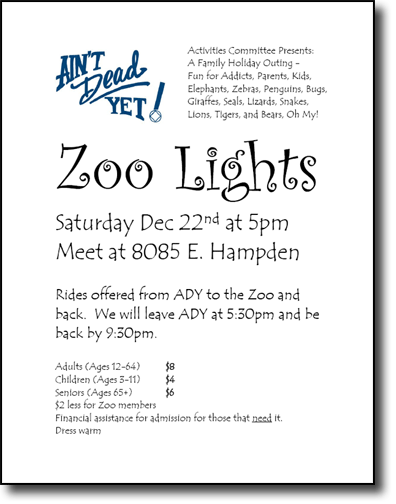 AIN'T
Dead
YET!
Activities Committee Presents:
A Family Holiday Outing –
Fun for Addicts, Parents, Kids,
Elephants, Zebras, Penguins, Bugs,
Giraffes, Seals, Lizards, Snakes,
Lions, Tigers, and Bears, Oh My!
Zoo Lights
Saturday Dec 22nd at 5pm
Meet at 8085 E. Hampden
Rides offered from ADY to the Zoo and
back. We will leave ADY at 5:30pm and be
back by 9:30pm.
Adults (Ages 12-64) $8
Children (Ages 3-11) $4
Seniors (Ages 65+) $6
$2 less for Zoo members
Financial assistance for admission for those that need it.
Dress warm